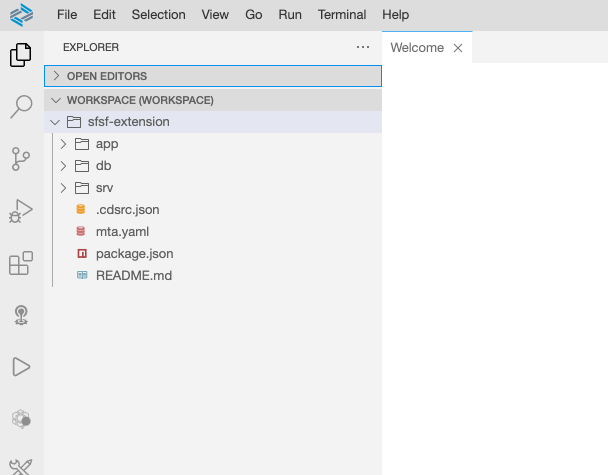 File Edit Selection View Go Run Terminal Help
EXPLORER
Welcome
OPEN EDITORS
WORKSPACE (WORKSPACE)
sfsf-extension
app
db
srv
.cdsrc.json
mta.yaml
package.json
README.md